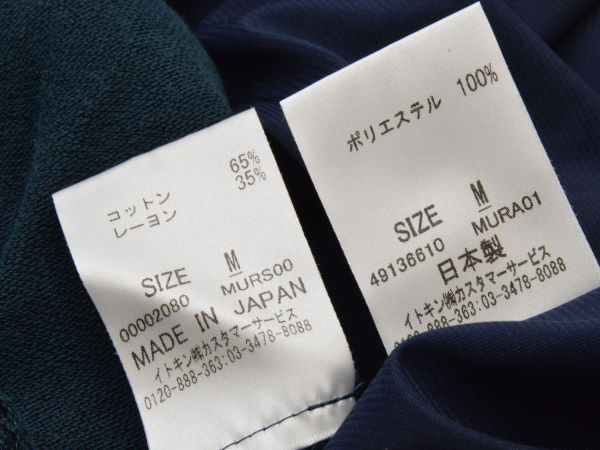 コットン 65%
レーヨン 35%
SIZE M
00002080 MURS00
MADE IN JAPAN
イトキン㈱カスタマーサービス
0120-888-363:03-3478-8088
ポリエステル 100%
SIZE M
49136610 MURA01
日本製
イトキン㈱カスタマーサービス
0120-888-363:03-3478-8088